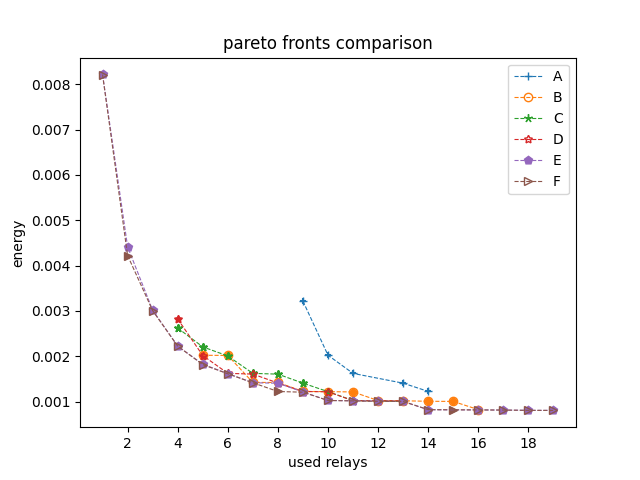 pareto fronts comparison
A
B
C
D
E
F
0.008
0.007
0.006
0.005
0.004
0.003
0.002
0.001
energy
2 4 6 8 10 12 14 16 18
used relays